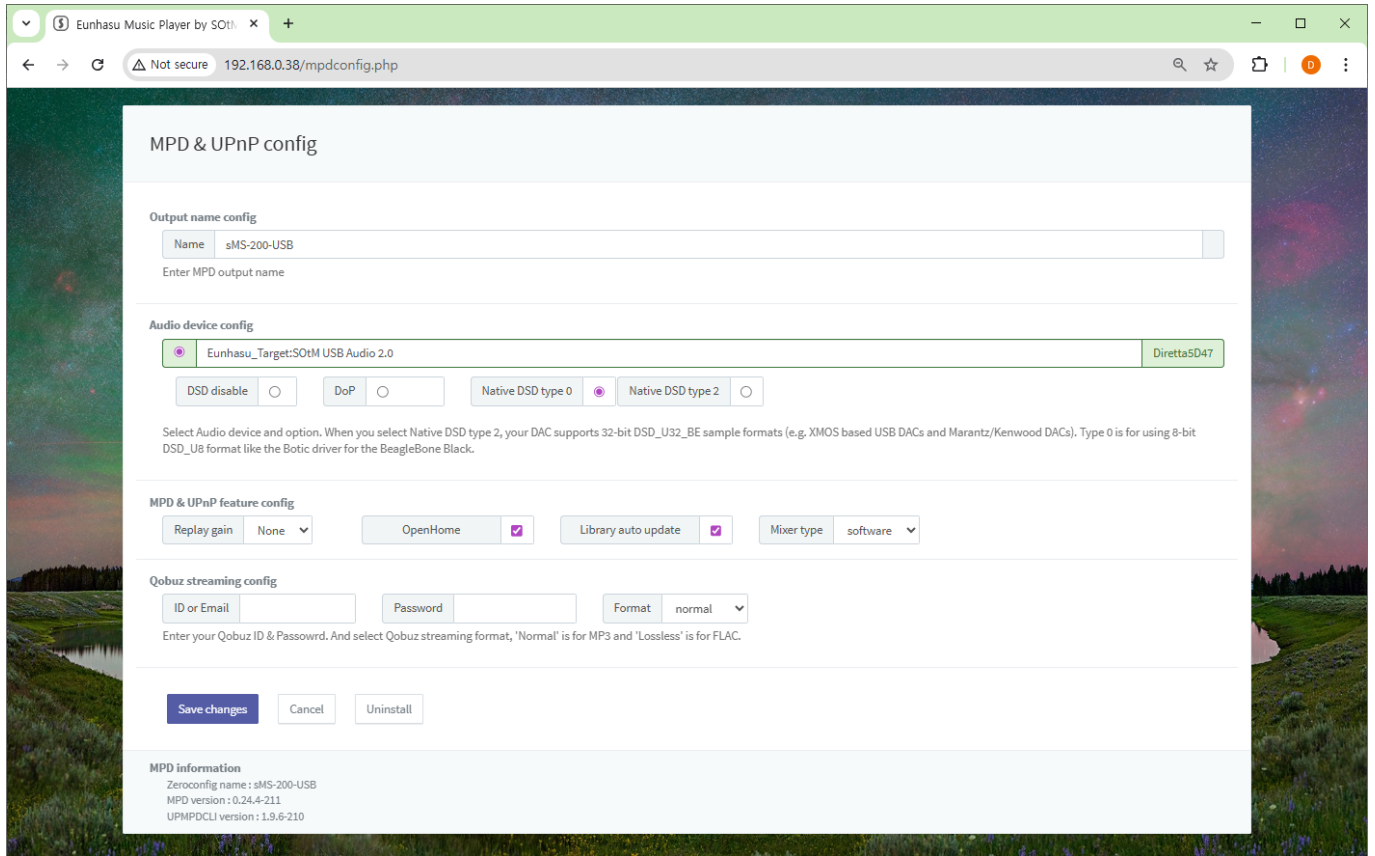 Eunhasu Music Player by SOtM
Not secure 192.168.0.38/mpdconfig.php
D
MPD & UPnP config
Output name config
Name sMS-200-USB
Enter MPD output name
Audio device config
Eunhasu_Target:SOtM USB Audio 2.0 Diretta5D47
DSD disable DoP Native DSD type 0 Native DSD type 2
Select Audio device and option. When you select Native DSD type 2, your DAC supports 32-bit DSD_U32_BE sample formats (e.g. XMOS based USB DACs and Marantz/Kenwood DACs). Type 0 is for using 8-bit
DSD_U8 format like the Botic driver for the BeagleBone Black.
MPD & UPnP feature config
Replay gain None OpenHome Library auto update Mixer type software
Qobuz streaming config
ID or Email Password Format normal
Enter your Qobuz ID & Passowrd. And select Qobuz streaming format, 'Normal' is for MP3 and 'Lossless' is for FLAC.
Save changes Cancel Uninstall
MPD information
Zeroconfig name : sMS-200-USB
MPD version : 0.24.4-211
UPMPDCLI version : 1.9.6-210